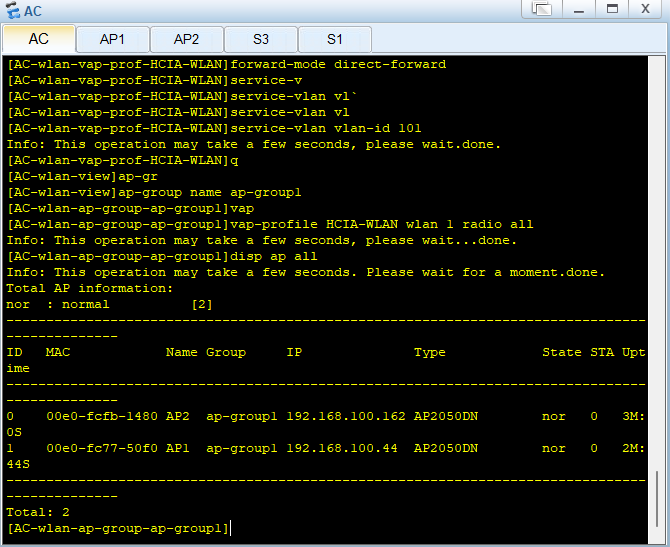 AC
AC AP1 AP2 S3 S1
[AC-wlan-vap-prof-HCIA-WLAN]forward-mode direct-forward
[AC-wlan-vap-prof-HCIA-WLAN]service-v
[AC-wlan-vap-prof-HCIA-WLAN]service-vlan vl`
[AC-wlan-vap-prof-HCIA-WLAN]service-vlan vl
[AC-wlan-vap-prof-HCIA-WLAN]service-vlan vlan-id 101
Info: This operation may take a few seconds, please wait.done.
[AC-wlan-vap-prof-HCIA-WLAN]q
[AC-wlan-view]ap-gr
[AC-wlan-view]ap-group name ap-group1
[AC-wlan-ap-group-ap-group1]vap
[AC-wlan-ap-group-ap-group1]vap-profile HCIA-WLAN wlan 1 radio all
Info: This operation may take a few seconds, please wait...done.
[AC-wlan-ap-group-ap-group1]disp ap all
Info: This operation may take a few seconds. Please wait for a moment.done.
Total AP information:
nor  : normal          [2]
--------------------------------------------------------------------------------
--------------
ID   MAC            Name Group     IP              Type            State STA Upt
ime
--------------------------------------------------------------------------------
--------------
0    00e0-fcfb-1480 AP2  ap-group1 192.168.100.162 AP2050DN        nor   0   3M:
0S
1    00e0-fc77-50f0 AP1  ap-group1 192.168.100.44  AP2050DN        nor   0   2M:
44S
--------------------------------------------------------------------------------
--------------
Total: 2
[AC-wlan-ap-group-ap-group1]